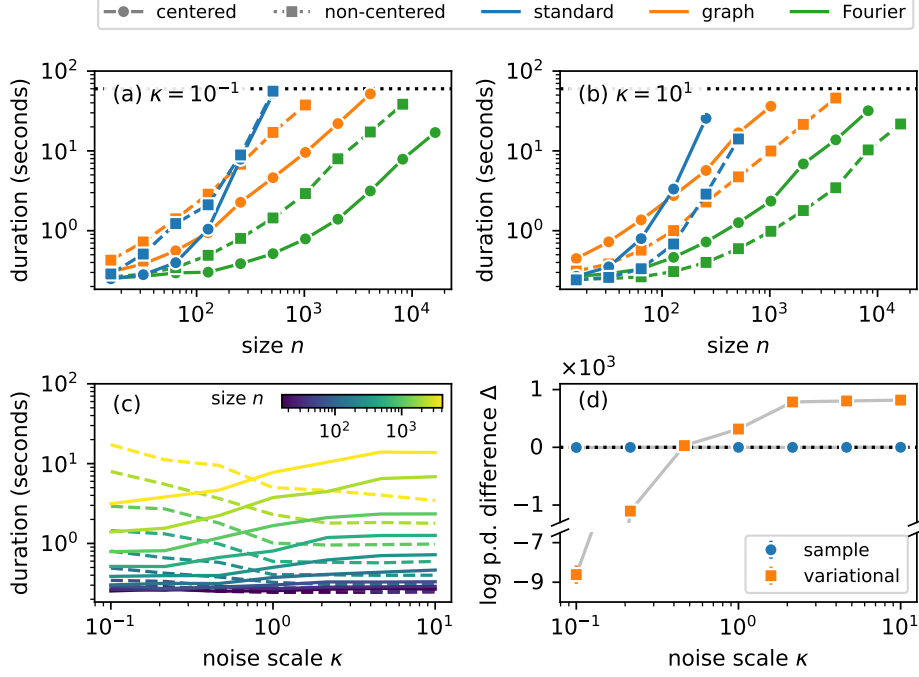 centered non-centered standard graph Fourier
(a) κ = 10⁻¹
10² 10¹ 10⁰
duration (seconds)
10² 10³ 10⁴
size n
(b) κ = 10¹
10² 10¹ 10⁰
duration (seconds)
10² 10³ 10⁴
size n
(c)
size n
10² 10³
10² 10¹ 10⁰
duration (seconds)
10⁻¹ 10⁰ 10¹
noise scale κ
×10³
(d)
1 0 −1 −7 −9
log p.d. difference Δ
sample
variational
10⁻¹ 10⁰ 10¹
noise scale κ